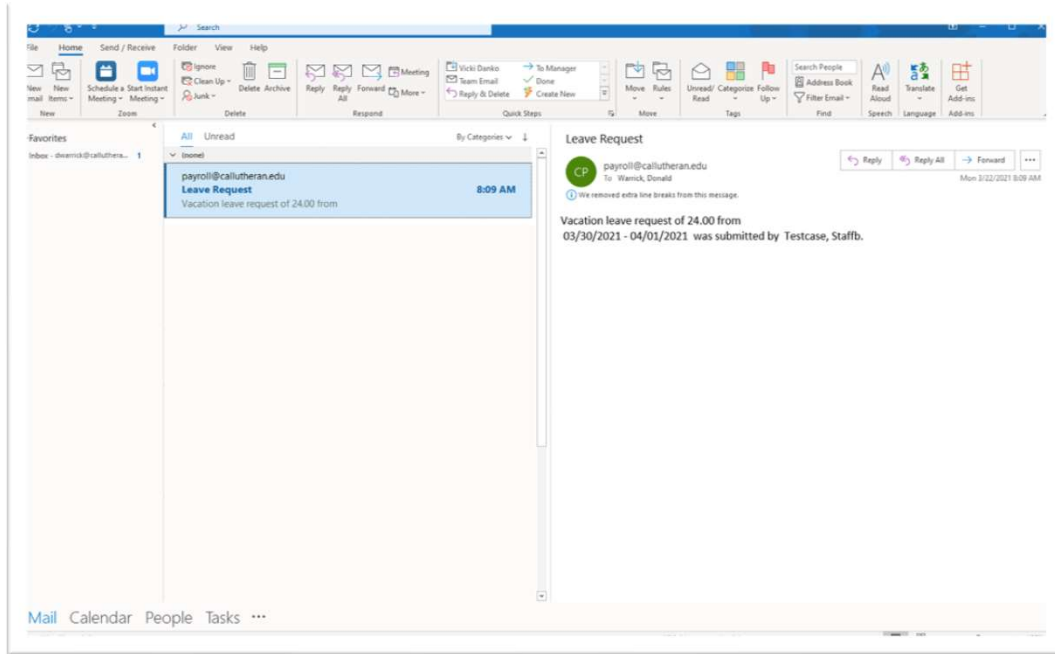 Search
File Home Send / Receive Folder View Help
Ignore
Clean Up
Junk
Delete Archive
Reply Reply All Forward
Meeting
More
Vicki Danko
Team Email
Reply & Delete
To Manager
Done
Create New
Move Rules
Unread/ Read Categorize Follow Up
Search People
Address Book
Filter Email
Read Aloud
Translate
Get Add-ins
New Items
Schedule a Meeting Start Instant Meeting
New Zoom Delete Respond Quick Steps Move Tags Find Speech Language Add-ins
Favorites
All Unread By Categories
Inbox - 1
(none)
payroll@callutheran.edu
Leave Request 8:09 AM
Vacation leave request of 24.00 from
Leave Request
Reply Reply All Forward
CP payroll@callutheran.edu
To Warrick, Donald Mon 3/22/2021 8:09 AM
We removed extra line breaks from this message.
Vacation leave request of 24.00 from
03/30/2021 - 04/01/2021 was submitted by Testcase, Staffb.
Mail Calendar People Tasks ...